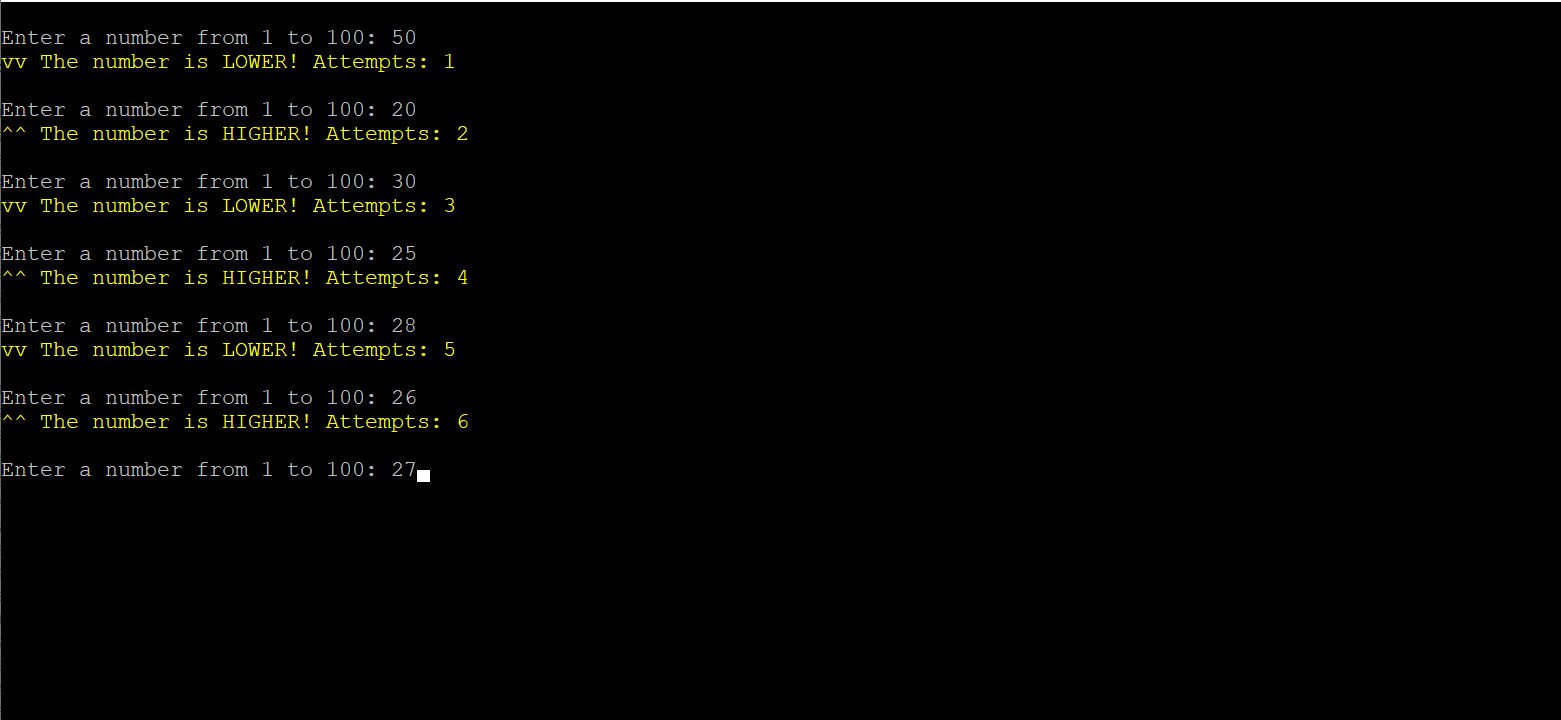 Enter a number from 1 to 100: 50
vv The number is LOWER! Attempts: 1
Enter a number from 1 to 100: 20
^^ The number is HIGHER! Attempts: 2
Enter a number from 1 to 100: 30
vv The number is LOWER! Attempts: 3
Enter a number from 1 to 100: 25
^^ The number is HIGHER! Attempts: 4
Enter a number from 1 to 100: 28
vv The number is LOWER! Attempts: 5
Enter a number from 1 to 100: 26
^^ The number is HIGHER! Attempts: 6
Enter a number from 1 to 100: 27